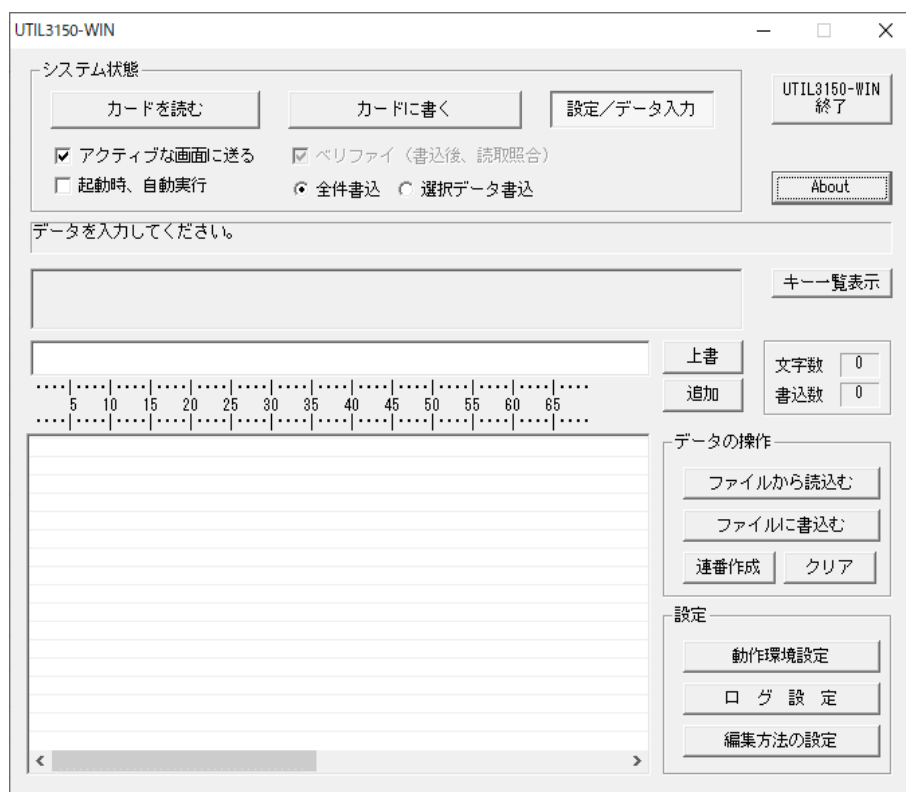 UTIL3150-WIN
システム状態
カードを読む
カードに書く
設定／データ入力
UTIL3150-WIN
終了
アクティブな画面に送る
ベリファイ（書込後、読取照合）
起動時、自動実行
全件書込
選択データ書込
About
データを入力してください。
キー一覧表示
上書
追加
文字数 0
書込数 0
5 10 15 20 25 30 35 40 45 50 55 60 65
データの操作
ファイルから読込む
ファイルに書込む
連番作成
クリア
設定
動作環境設定
ログ設定
編集方法の設定